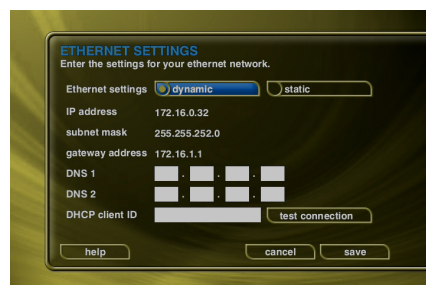 ETHERNET SETTINGS
Enter the settings for your ethernet network.
Ethernet settings dynamic static
IP address 172.16.0.32
subnet mask 255.255.252.0
gateway address 172.16.1.1
DNS 1 . . .
DNS 2 . . .
DHCP client ID test connection
help cancel save